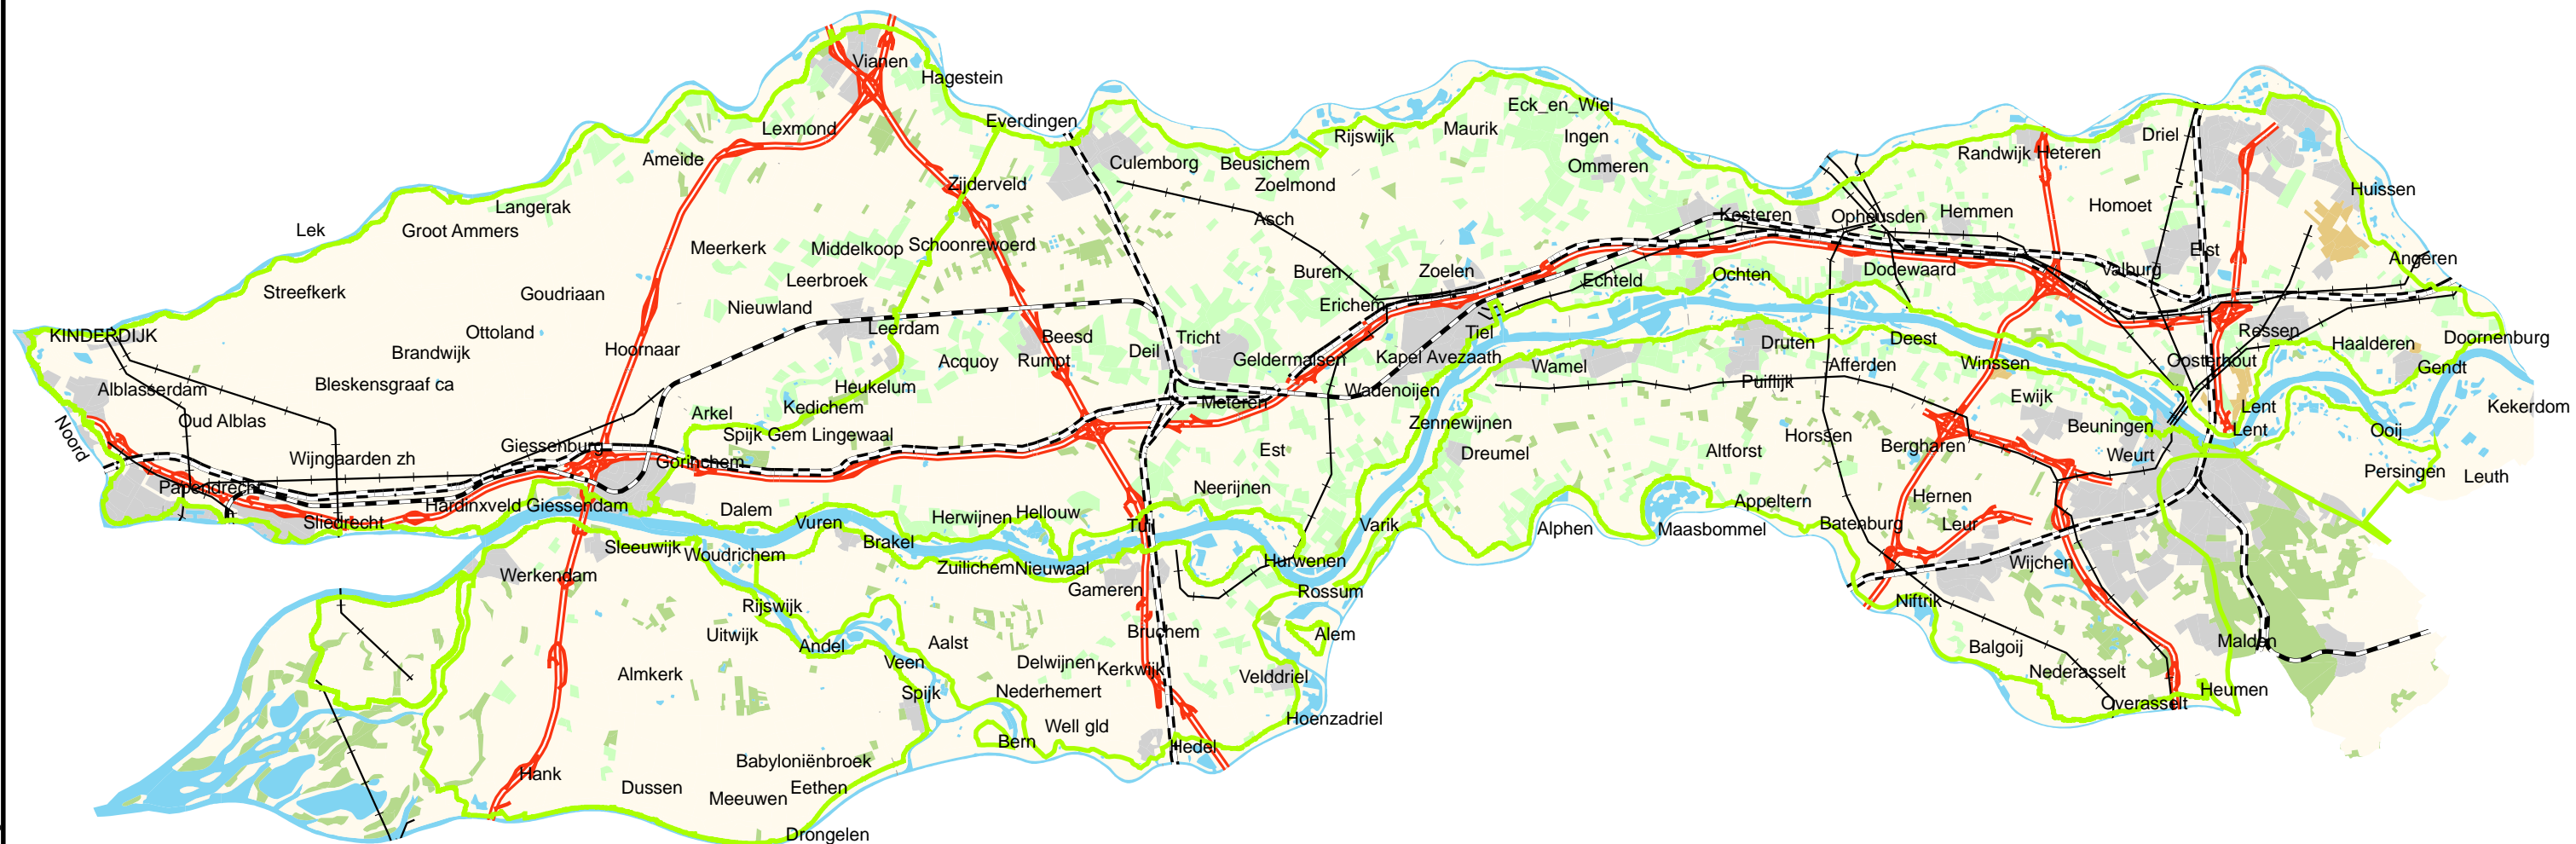 Vianen
Hagestein
Eck_en_Wiel
Everdingen
Lexmond
Maurik
Rijswijk
Ingen
Driel
Ameide
Culemborg
Beusichem
Ommeren
Randwijk
Heteren
Zijderveld
Zoelmond
Huissen
Langerak
Asch
Kesteren
Opheusden
Hemmen
Homoet
Lek
Groot Ammers
Meerkerk
Middelkoop
Schoonrewoerd
Elst
Angeren
Buren
Zoelen
Ochten
Dodewaard
Valburg
Leerbroek
Echteld
Streefkerk
Goudriaan
Nieuwland
Erichem
KINDERDIJK
Ottoland
Leerdam
Beesd
Tricht
Tiel
Druten
Deest
Ressen
Doornenburg
Brandwijk
Hoornaar
Acquoy
Rumpt
Deil
Geldermalsen
Kapel Avezaath
Wamel
Afferden
Winssen
Oosterhout
Haalderen
Gendt
Alblasserdam
Bleskensgraaf ca
Heukelum
Wadenoijen
Puiflijk
Ewijk
Kedichem
Meteren
Lent
Kekerdom
Noord
Oud Alblas
Arkel
Zennewijnen
Beuningen
Lent
Ooij
Spijk Gem Lingewaal
Horssen
Giessenburg
Est
Dreumel
Altforst
Bergharen
Weurt
Wijngaarden zh
Gorinchem
Persingen
Leuth
Papendrecht
Neerijnen
Hernen
Hardinxveld Giessendam
Dalem
Appeltern
Sliedrecht
Vuren
Herwijnen
Hellouw
Tuil
Varik
Alphen
Maasbommel
Batenburg
Leur
Sleeuwijk
Woudrichem
Brakel
Hurwenen
Wijchen
Werkendam
Zuilichem
Nieuwaal
Gameren
Rossum
Rijswijk
Niftrik
Uitwijk
Andel
Aalst
Bruchem
Alem
Malden
Balgoij
Almkerk
Veen
Delwijnen
Kerkwijk
Velddriel
Nederasselt
Spijk
Nederhemert
Heumen
Overasselt
Well gld
Hoenzadriel
Bern
Hedel
Babyloniënbroek
Hank
Dussen
Meeuwen
Eethen
Drongelen